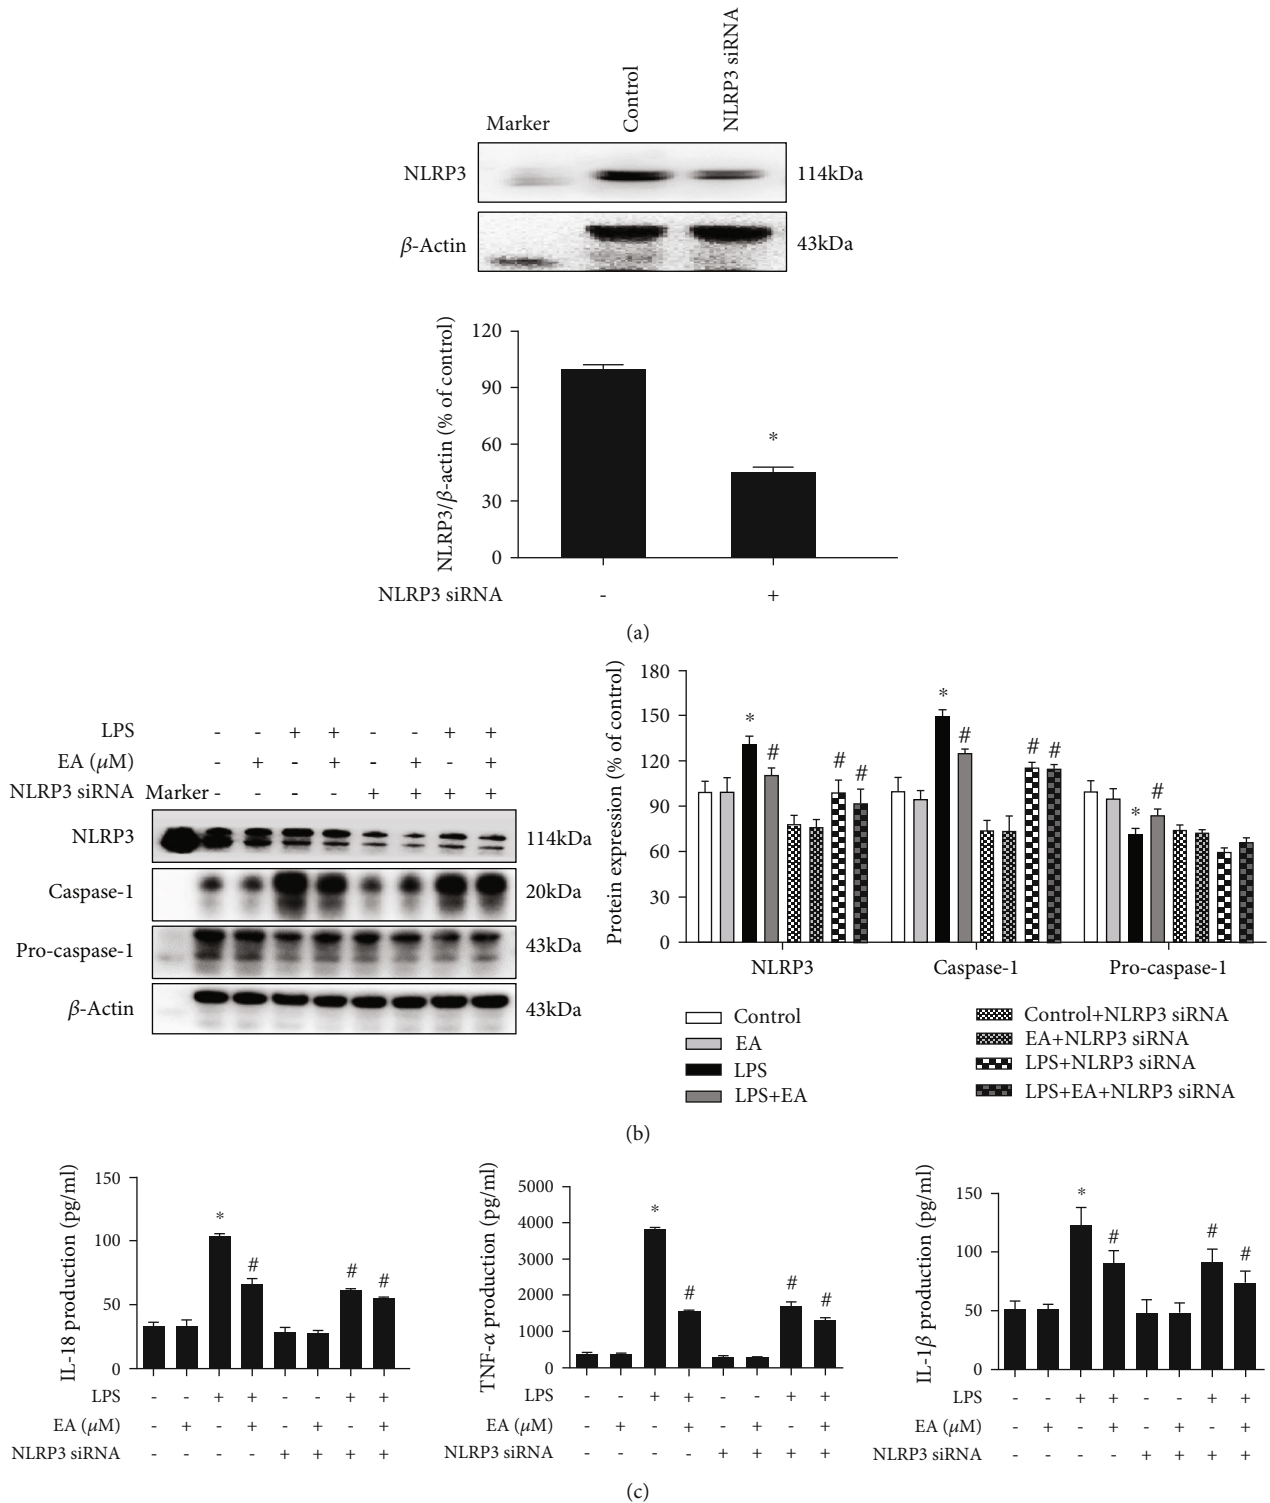 Marker
Control
NLRP3 siRNA
NLRP3
114kDa
β-Actin
43kDa
NLRP3/β-actin (% of control)
120
90
60
30
0
*
NLRP3 siRNA - +
(a)
LPS - - + + - - + +
EA (μM) - + - + - + - +
NLRP3 siRNA Marker - - - - + + + +
NLRP3
114kDa
Caspase-1
20kDa
Pro-caspase-1
43kDa
β-Actin
43kDa
Protein expression (% of control)
180
150
120
90
60
30
0
* # # #
* # # #
* #
NLRP3
Caspase-1
Pro-caspase-1
Control
EA
LPS
LPS+EA
Control+NLRP3 siRNA
EA+NLRP3 siRNA
LPS+NLRP3 siRNA
LPS+EA+NLRP3 siRNA
(b)
IL-18 production (pg/ml)
150
100
50
0
* # # #
LPS - - + + - - + +
EA (μM) - + - + - + - +
NLRP3 siRNA - - - - + + + +
TNF-α production (pg/ml)
5000
4000
3000
2000
1000
0
* # # #
LPS - - + + - - + +
EA (μM) - + - + - + - +
NLRP3 siRNA - - - - + + + +
IL-1β production (pg/ml)
150
100
50
0
* # # #
LPS - - + + - - + +
EA (μM) - + - + - + - +
NLRP3 siRNA - - - - + + + +
(c)